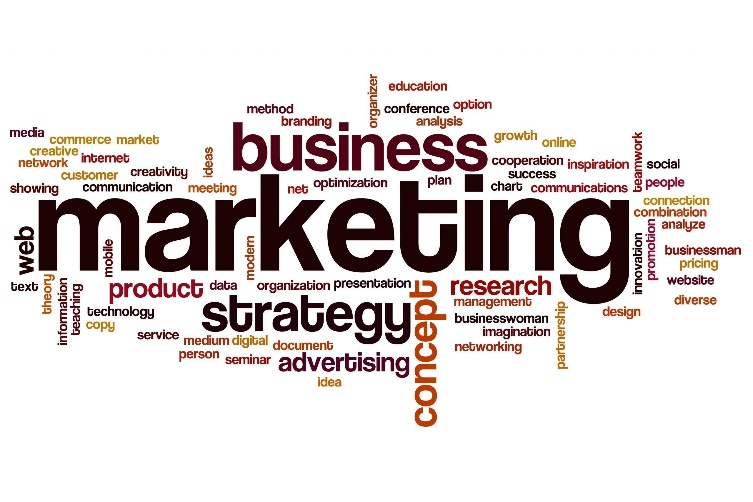 organizer
education
method
conference
option
branding
analysis
media
commerce
market
business
growth
online
teamwork
creative
network
internet
ideas
cooperation
inspiration
social
customer
creativity
success
showing
communication
meeting
net
optimization
plan
chart
communications
people
marketing
connection
combination
analyze
web
mobile
modern
innovation
promotion
businessman
pricing
website
text
theory
information
teaching
product
data
organization
presentation
concept
research
management
diverse
technology
copy
strategy
businesswoman
partnership
design
service
imagination
medium
digital
document
networking
person
seminar
advertising
idea